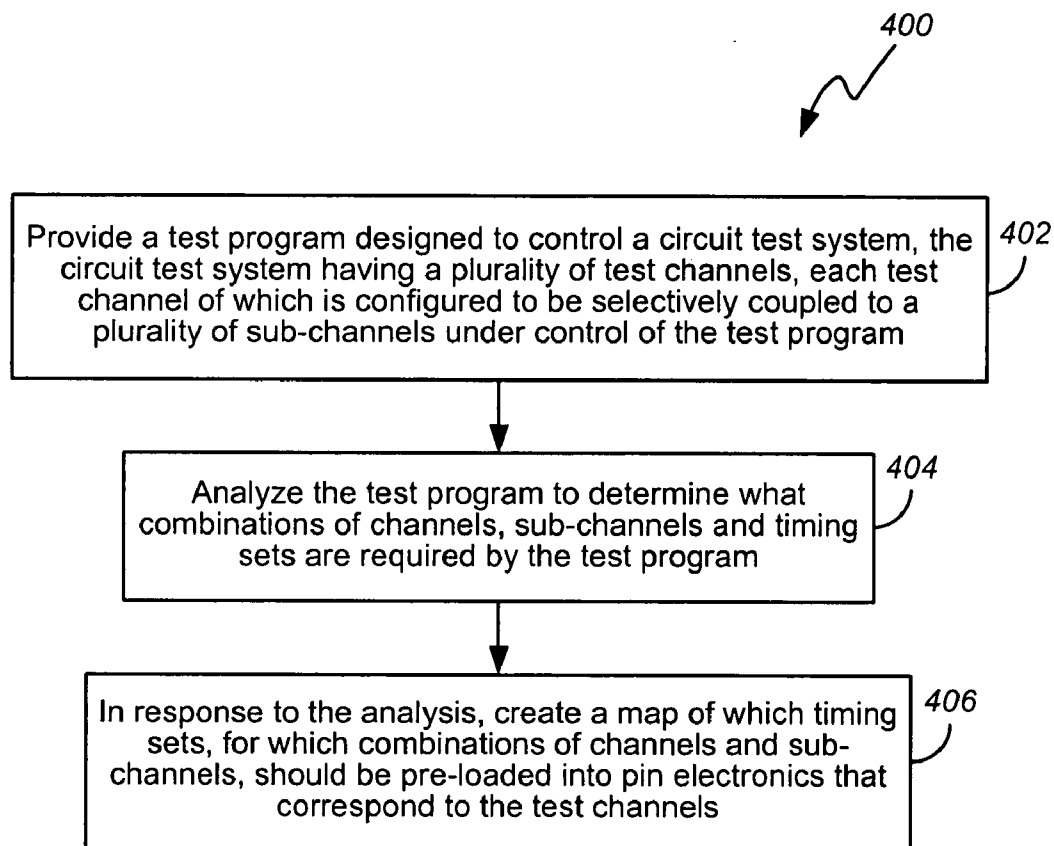 400
Provide a test program designed to control a circuit test system, the
circuit test system having a plurality of test channels, each test
channel of which is configured to be selectively coupled to a
plurality of sub-channels under control of the test program
402
Analyze the test program to determine what
combinations of channels, sub-channels and timing
sets are required by the test program
404
In response to the analysis, create a map of which timing
sets, for which combinations of channels and sub-
channels, should be pre-loaded into pin electronics that
correspond to the test channels
406